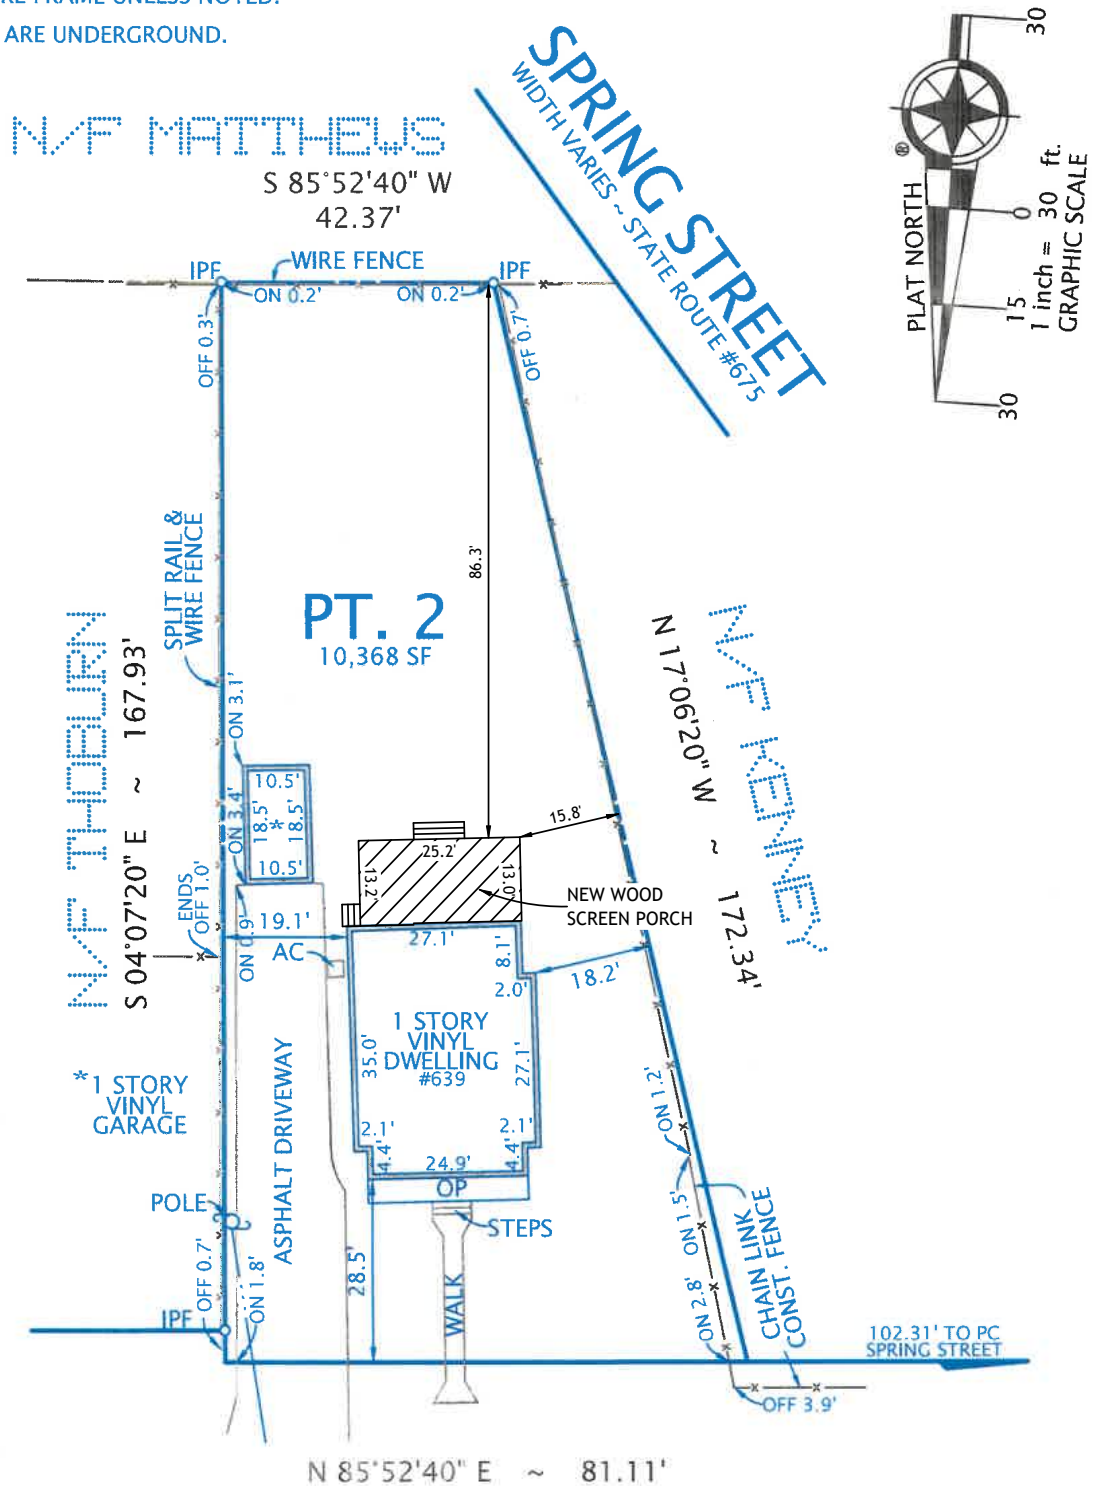 ARE UNDERGROUND.
N/F MATTHEWS
S 85°52'40" W
42.37'
SPRING STREET
WIDTH VARIES ~ STATE ROUTE #675
30
0
15
30
1 inch = 30 ft.
GRAPHIC SCALE
PLAT NORTH
®
IPF
WIRE FENCE
IPF
ON 0.2'
ON 0.2'
OFF 0.3'
OFF 0.7'
SPLIT RAIL &
WIRE FENCE
86.3'
PT. 2
10,368 SF
N/F THOBURN
S 04°07'20" E ~ 167.93'
N/F KENNEY
N 17°06'20" W ~ 172.34'
ON 3.1'
ON 3.4'
10.5'
18.5'
*
18.5'
10.5'
15.8'
25.2'
13.2'
13.0'
NEW WOOD
SCREEN PORCH
ENDS
OFF 1.0'
ON 0.9'
19.1'
AC
27.1'
8.1'
2.0'
18.2'
1 STORY
VINYL
DWELLING
#639
35.0'
27.1'
*1 STORY
VINYL
GARAGE
ASPHALT DRIVEWAY
2.1'
4.4'
2.1'
4.4'
24.9'
OP
ON 1.2'
POLE
STEPS
28.5'
WALK
ON 1.5'
ON 2.8'
CHAIN LINK
CONST. FENCE
OFF 0.7'
ON 1.8'
IPF
102.31' TO PC
SPRING STREET
OFF 3.9'
N 85°52'40" E ~ 81.11'